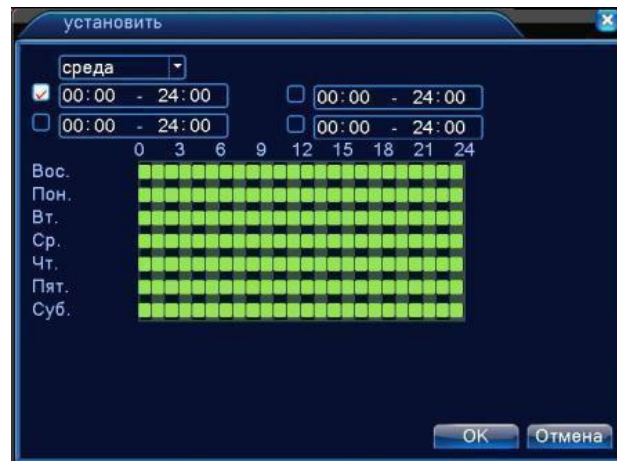 установить
среда
00:00 - 24:00 00:00 - 24:00
00:00 - 24:00 00:00 - 24:00
0 3 6 9 12 15 18 21 24
Вос.
Пон.
Вт.
Ср.
Чт.
Пят.
Суб.
OK Отмена